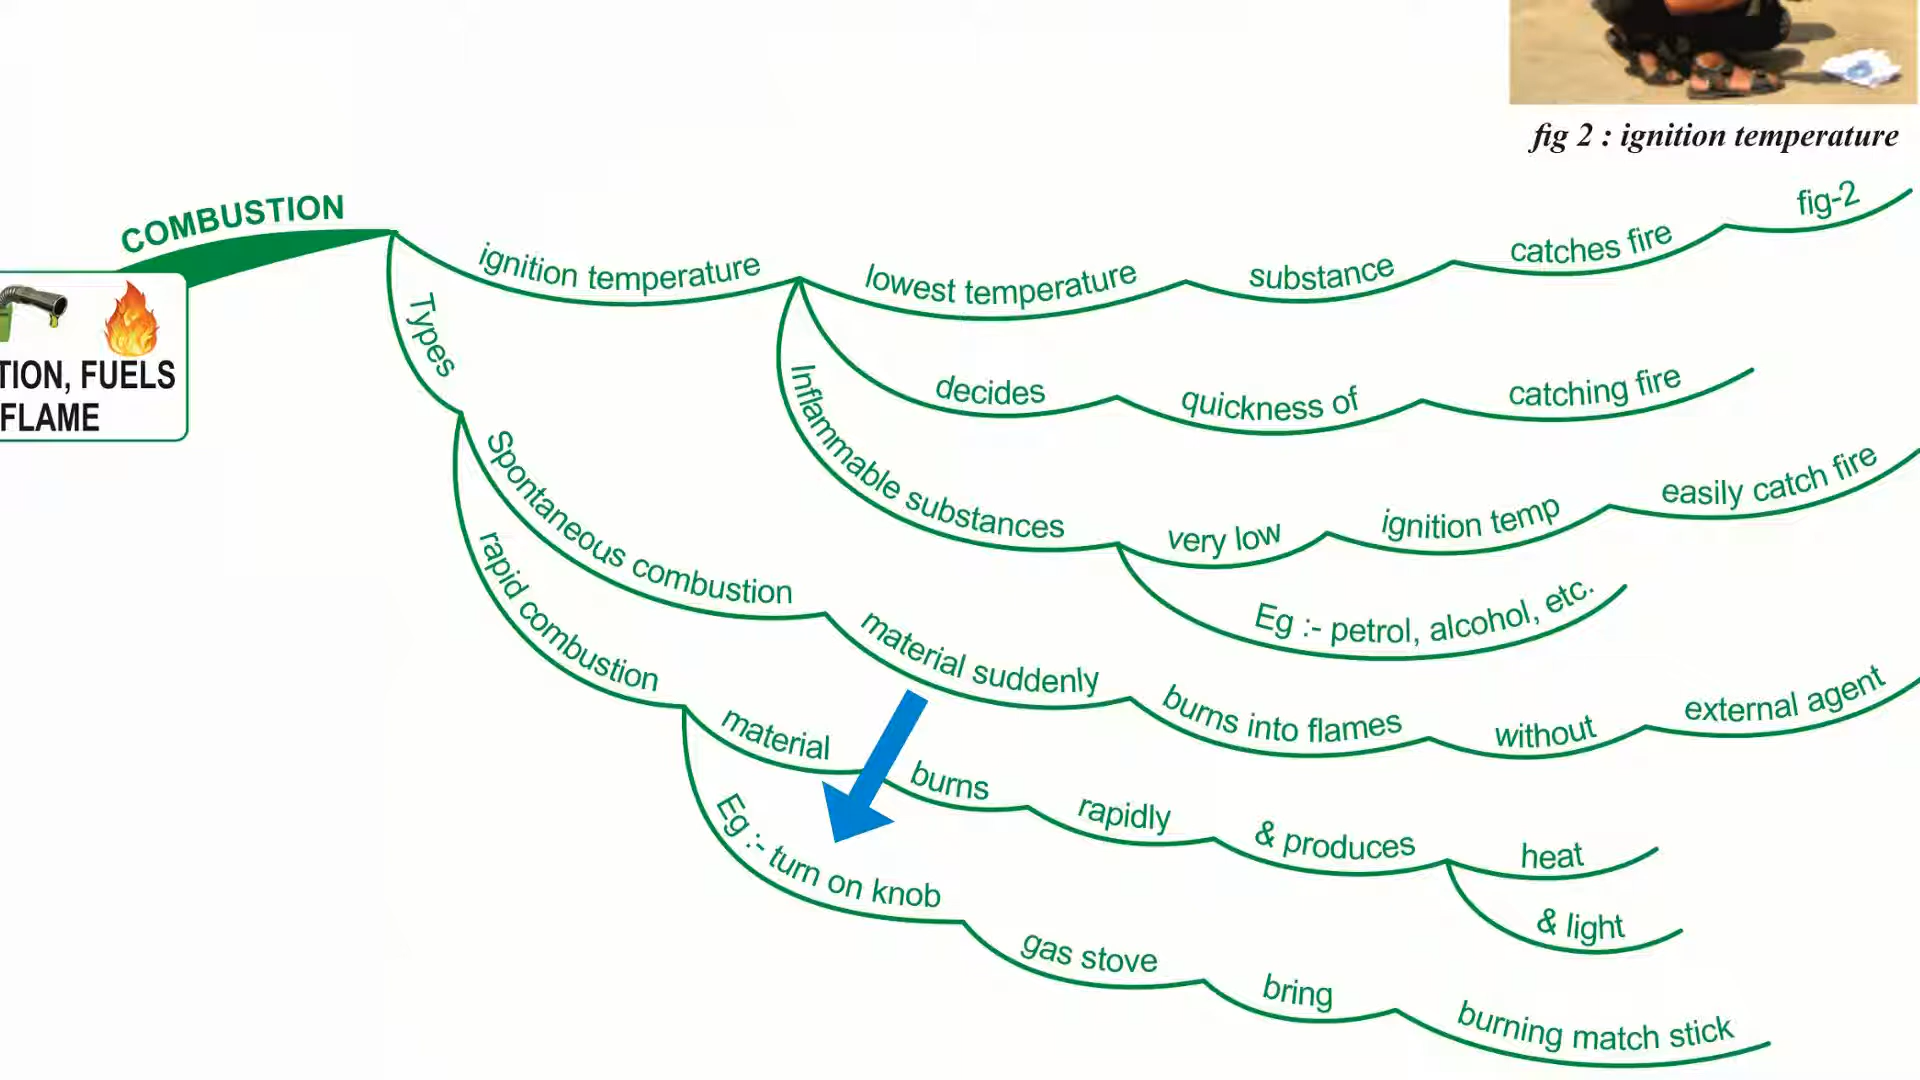 fig 2 : ignition temperature
COMBUSTION
TION, FUELS
FLAME
ignition temperature
lowest temperature
substance
catches fire
fig-2
decides
quickness of
catching fire
Inflammable substances
very low
ignition temp
easily catch fire
Eg :- petrol, alcohol, etc.
Types
Spontaneous combustion
material suddenly
burns into flames
without
external agent
rapid combustion
material
burns
rapidly
& produces
heat
& light
Eg :- turn on knob
gas stove
bring
burning match stick